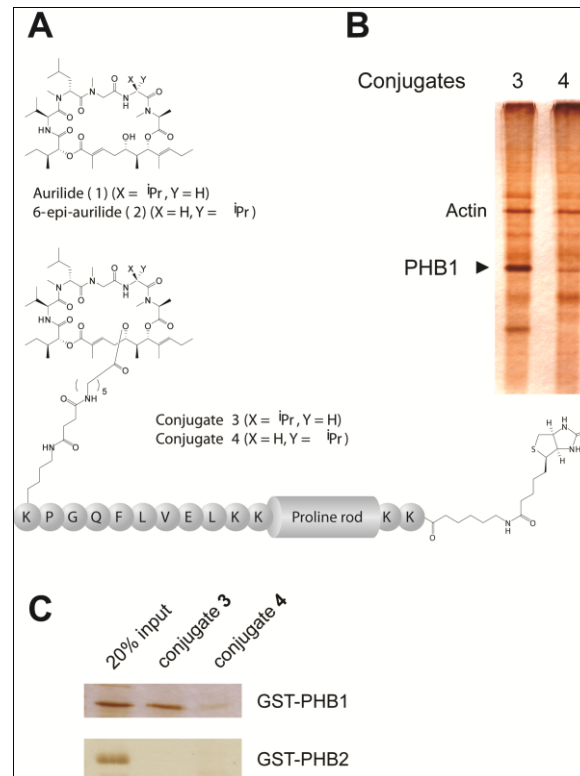 A
B
Conjugates 3 4
Actin
PHB1
Aurilide (1) (X = iPr, Y = H)
6-epi-aurilide (2) (X = H, Y = iPr)
Conjugate 3 (X = iPr, Y = H)
Conjugate 4 (X = H, Y = iPr)
K P G Q F L V E L K K Proline rod K K
C
20% input
conjugate 3
conjugate 4
GST-PHB1
GST-PHB2